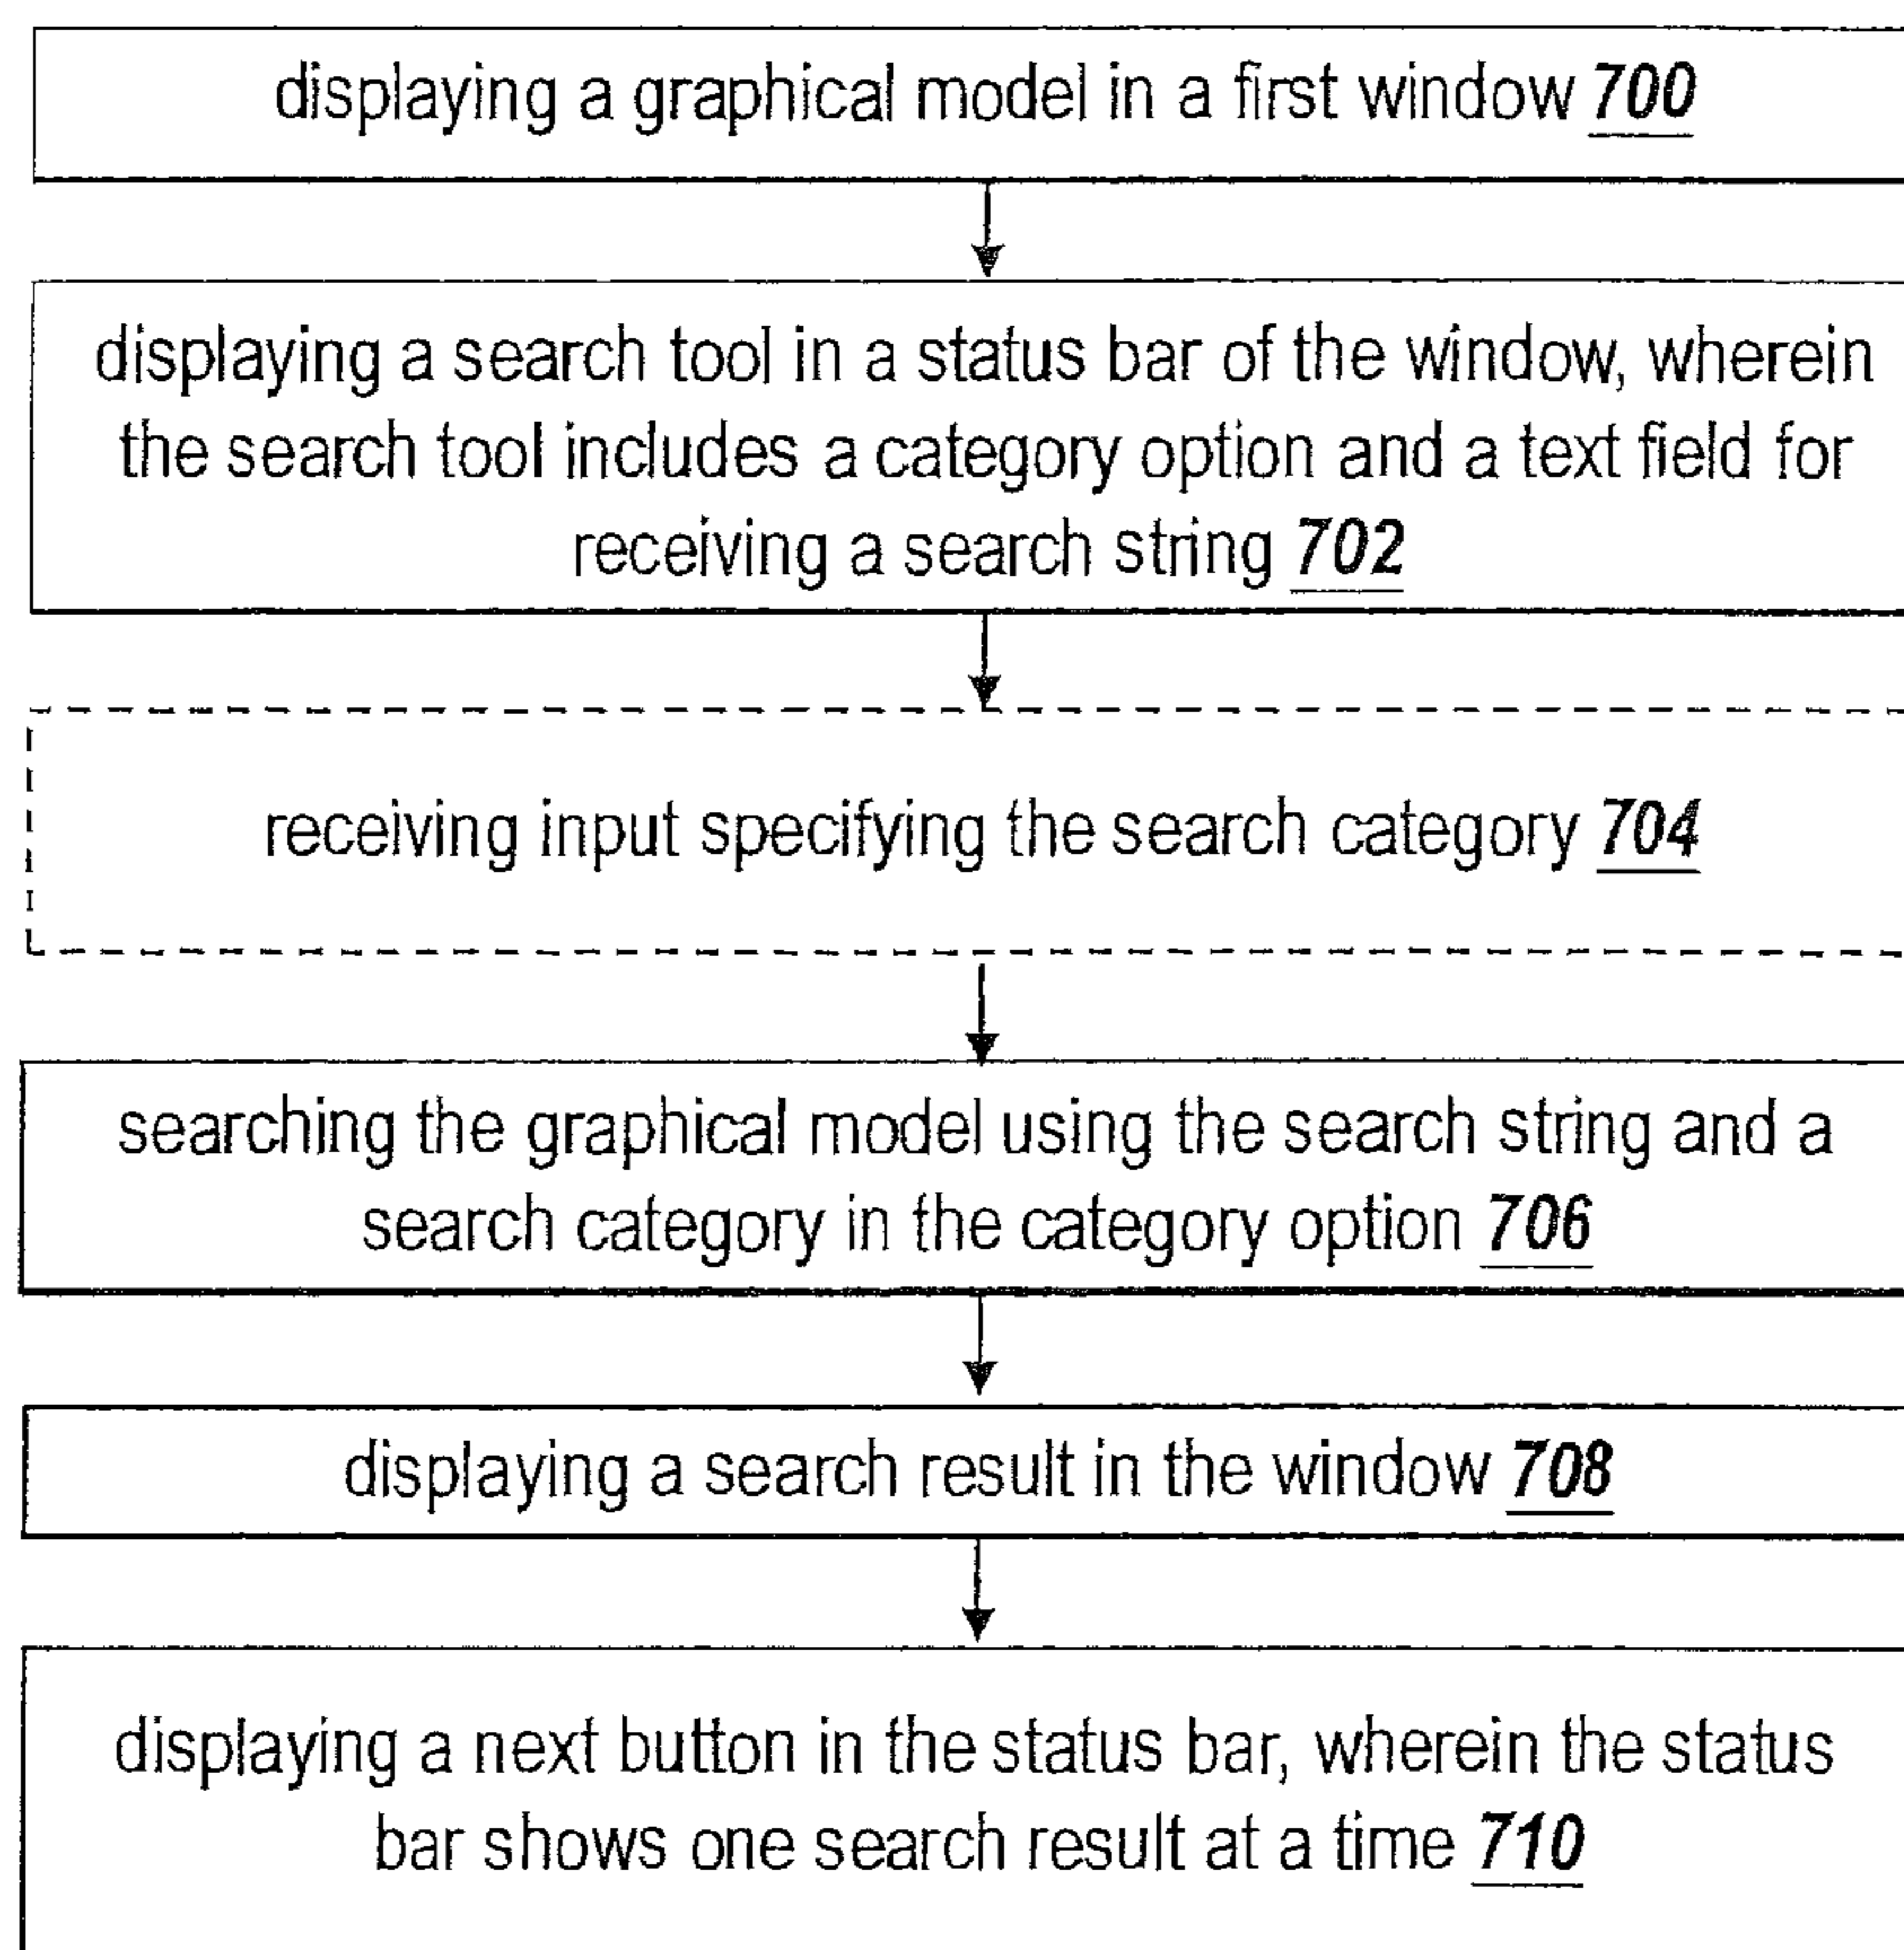 displaying a graphical model in a first window 700
displaying a search tool in a status bar of the window, wherein
the search tool includes a category option and a text field for
receiving a search string 702
receiving input specifying the search category 704
searching the graphical model using the search string and a
search category in the category option 706
displaying a search result in the window 708
displaying a next button in the status bar, wherein the status
bar shows one search result at a time 710